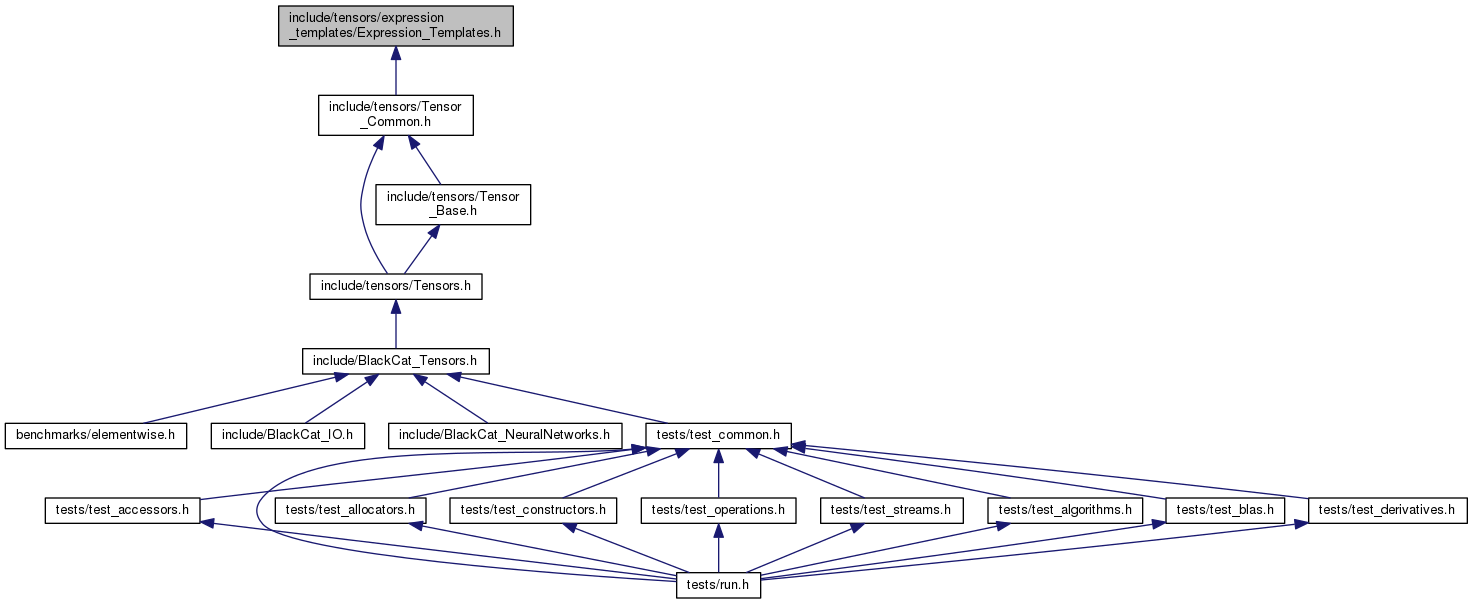 include/tensors/expression
_templates/Expression_Templates.h
include/tensors/Tensor
_Common.h
include/tensors/Tensor
_Base.h
include/tensors/Tensors.h
include/BlackCat_Tensors.h
benchmarks/elementwise.h
include/BlackCat_IO.h
include/BlackCat_NeuralNetworks.h
tests/test_common.h
tests/test_accessors.h
tests/test_allocators.h
tests/test_constructors.h
tests/test_operations.h
tests/test_streams.h
tests/test_algorithms.h
tests/test_blas.h
tests/test_derivatives.h
tests/run.h